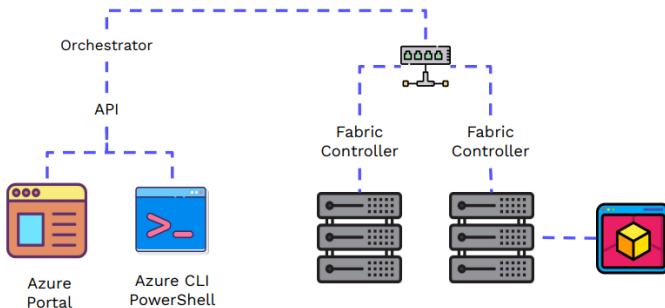 Orchestrator
API
Fabric
Controller
Fabric
Controller
Azure
Portal
Azure CLI
PowerShell